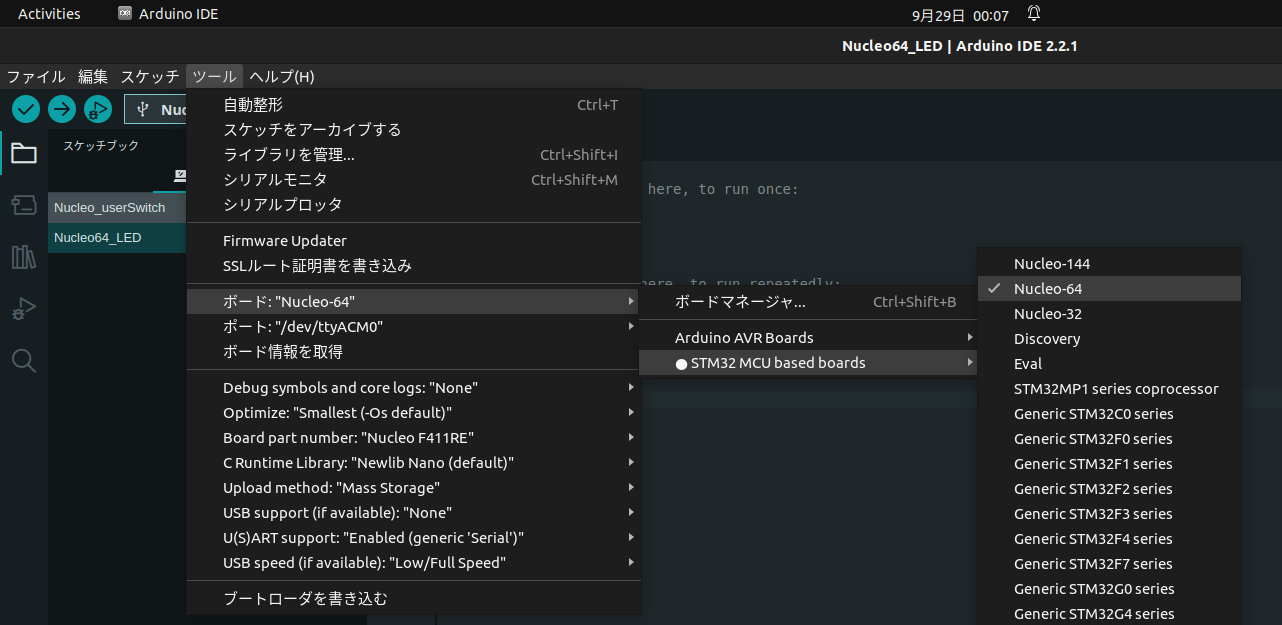 Activities Arduino IDE 9月29日 00:07
Nucleo64_LED | Arduino IDE 2.2.1
ファイル 編集 スケッチ ツール ヘルプ(H)
スケッチブック
Nucleo_userSwitch
Nucleo64_LED
自動整形 Ctrl+T
スケッチをアーカイブする
ライブラリを管理... Ctrl+Shift+I
シリアルモニタ Ctrl+Shift+M
シリアルプロッタ
Firmware Updater
SSLルート証明書を書き込み
ボード: "Nucleo-64"
ポート: "/dev/ttyACM0"
ボード情報を取得
Debug symbols and core logs: "None"
Optimize: "Smallest (-Os default)"
Board part number: "Nucleo F411RE"
C Runtime Library: "Newlib Nano (default)"
Upload method: "Mass Storage"
USB support (if available): "None"
U(S)ART support: "Enabled (generic 'Serial')"
USB speed (if available): "Low/Full Speed"
ブートローダを書き込む
here, to run once:
here, to run repeatedly:
ボードマネージャ... Ctrl+Shift+B
Arduino AVR Boards
STM32 MCU based boards
Nucleo-144
Nucleo-64
Nucleo-32
Discovery
Eval
STM32MP1 series coprocessor
Generic STM32C0 series
Generic STM32F0 series
Generic STM32F1 series
Generic STM32F2 series
Generic STM32F3 series
Generic STM32F4 series
Generic STM32F7 series
Generic STM32G0 series
Generic STM32G4 series